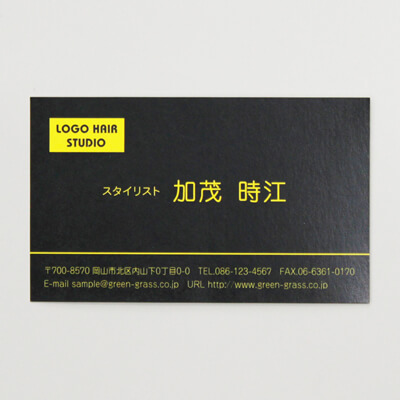 LOGO HAIR
STUDIO
スタイリスト 加茂 時江
〒700-8570 岡山市北区内山下0丁目0-0 TEL.086-123-4567 FAX.06-6361-0170
E-mail sample@green-grass.co.jp URL http://www.green-grass.co.jp